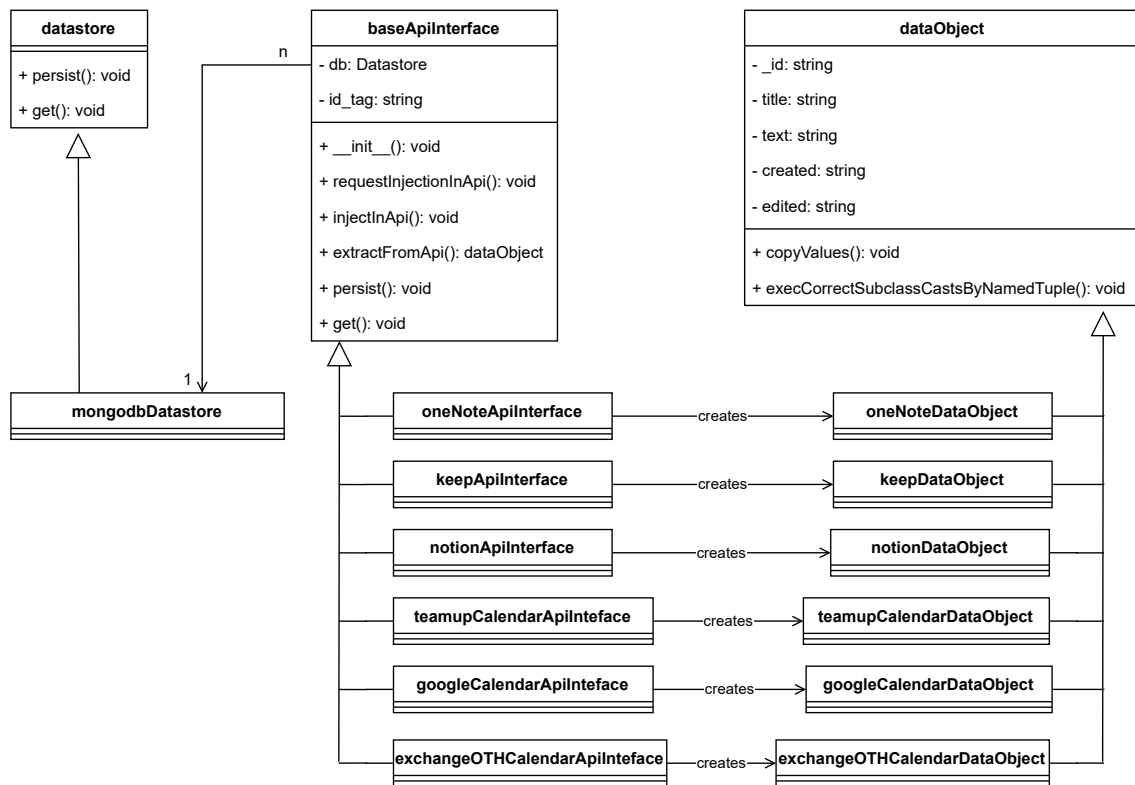 datastore
+ persist(): void
+ get(): void
baseApiInterface
- db: Datastore
- id_tag: string
+ __init__(): void
+ requestInjectionInApi(): void
+ injectInApi(): void
+ extractFromApi(): dataObject
+ persist(): void
+ get(): void
dataObject
- _id: string
- title: string
- text: string
- created: string
- edited: string
+ copyValues(): void
+ execCorrectSubclassCastsByNamedTuple(): void
n
1
mongodbDatastore
oneNoteApiInterface
creates
oneNoteDataObject
keepApiInterface
creates
keepDataObject
notionApiInterface
creates
notionDataObject
teamupCalendarApiInteface
creates
teamupCalendarDataObject
googleCalendarApiInteface
creates
googleCalendarDataObject
exchangeOTHCalendarApiInteface
creates
exchangeOTHCalendarDataObject